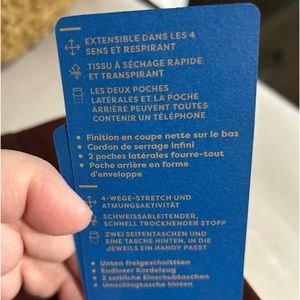 EXTENSIBLE DANS LES 4
SENS ET RESPIRANT
TISSU À SÉCHAGE RAPIDE
ET TRANSPIRANT
LES DEUX POCHES
LATÉRALES ET LA POCHE
ARRIÈRE PEUVENT TOUTES
CONTENIR UN TÉLÉPHONE
• Finition en coupe nette sur le bas
• Cordon de serrage infini
• 2 poches latérales fourre-tout
• Poche arrière en forme
d'enveloppe
4-WEGE-STRETCH UND
ATMUNGSAKTIVITÄT
SCHWEISSABLEITENDER,
SCHNELL TROCKNENDER STOFF
ZWEI SEITENTASCHEN UND
EINE TASCHE HINTEN, IN DIE
JEWEILS EIN HANDY PASST
• Unten freigeschnittsen
• Endloser Kordelzug
• 2 seitliche Einschubtaschen
• Umschlagtasche hinten